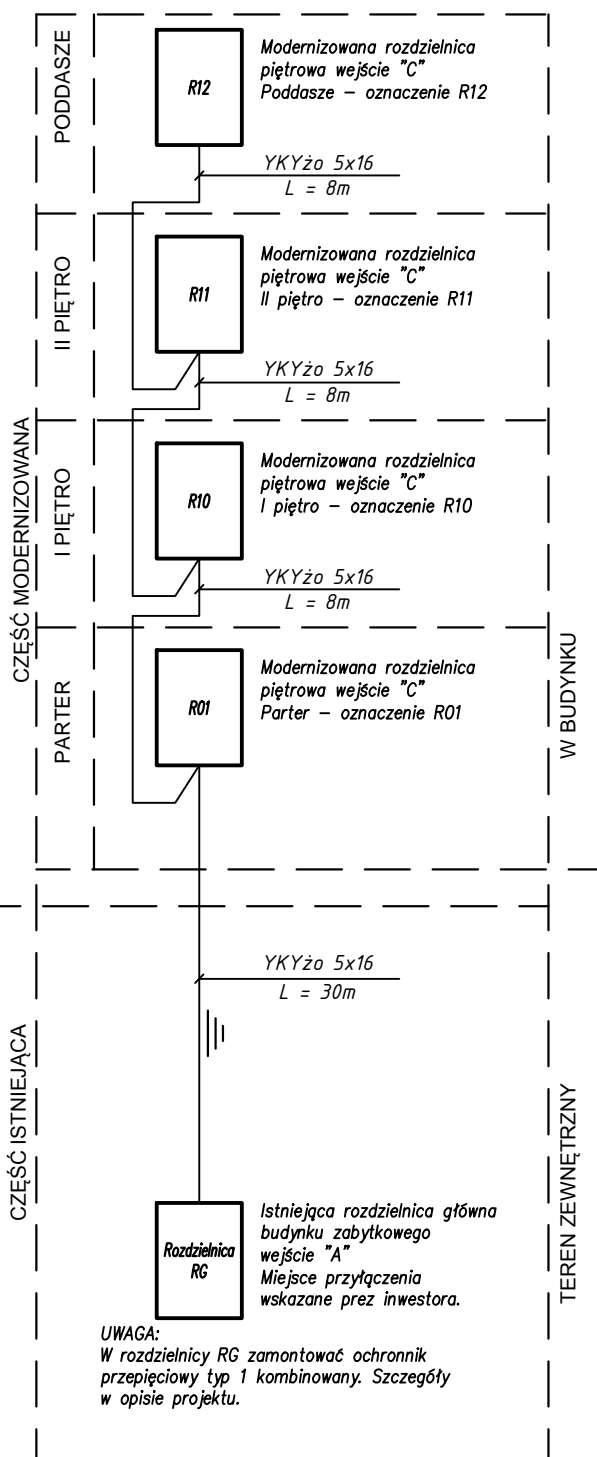 PODDASZE
R12
Modernizowana rozdzielnica
piętrowa wejście "C"
Poddasze – oznaczenie R12
YKYżo 5x16
L = 8m
II PIĘTRO
R11
Modernizowana rozdzielnica
piętrowa wejście "C"
II piętro – oznaczenie R11
YKYżo 5x16
L = 8m
CZĘŚĆ MODERNIZOWANA
I PIĘTRO
R10
Modernizowana rozdzielnica
piętrowa wejście "C"
I piętro – oznaczenie R10
YKYżo 5x16
L = 8m
PARTER
R01
Modernizowana rozdzielnica
piętrowa wejście "C"
Parter – oznaczenie R01
W BUDYNKU
YKYżo 5x16
L = 30m
CZĘŚĆ ISTNIEJĄCA
TEREN ZEWNĘTRZNY
Rozdzielnica
RG
Istniejąca rozdzielnica główna
budynku zabytkowego
wejście "A"
Miejsce przyłączenia
wskazane prez inwestora.
UWAGA:
W rozdzielnicy RG zamontować ochronnik
przepięciowy typ 1 kombinowany. Szczegóły
w opisie projektu.